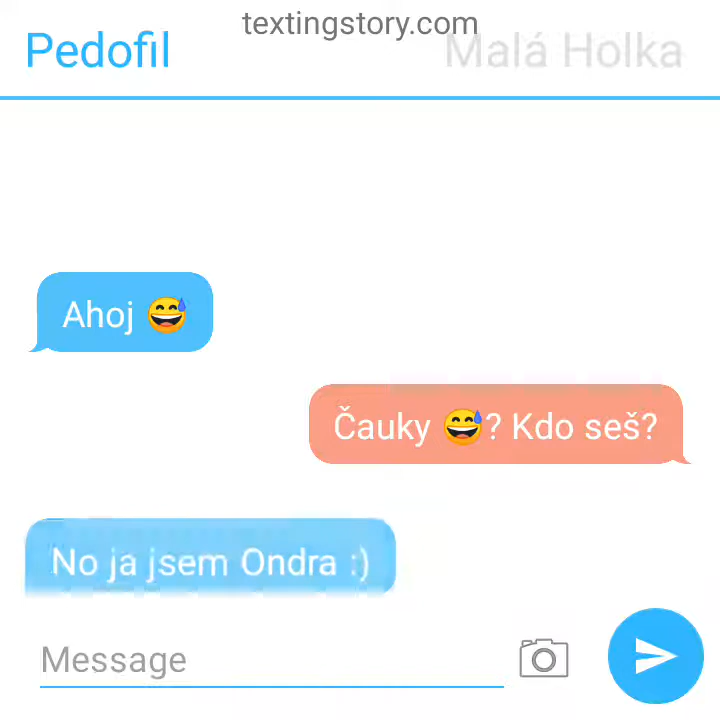 textingstory.com
Pedofil
Malá Holka
Ahoj 😅
Čauky 😅? Kdo seš?
No ja jsem Ondra :)
Message